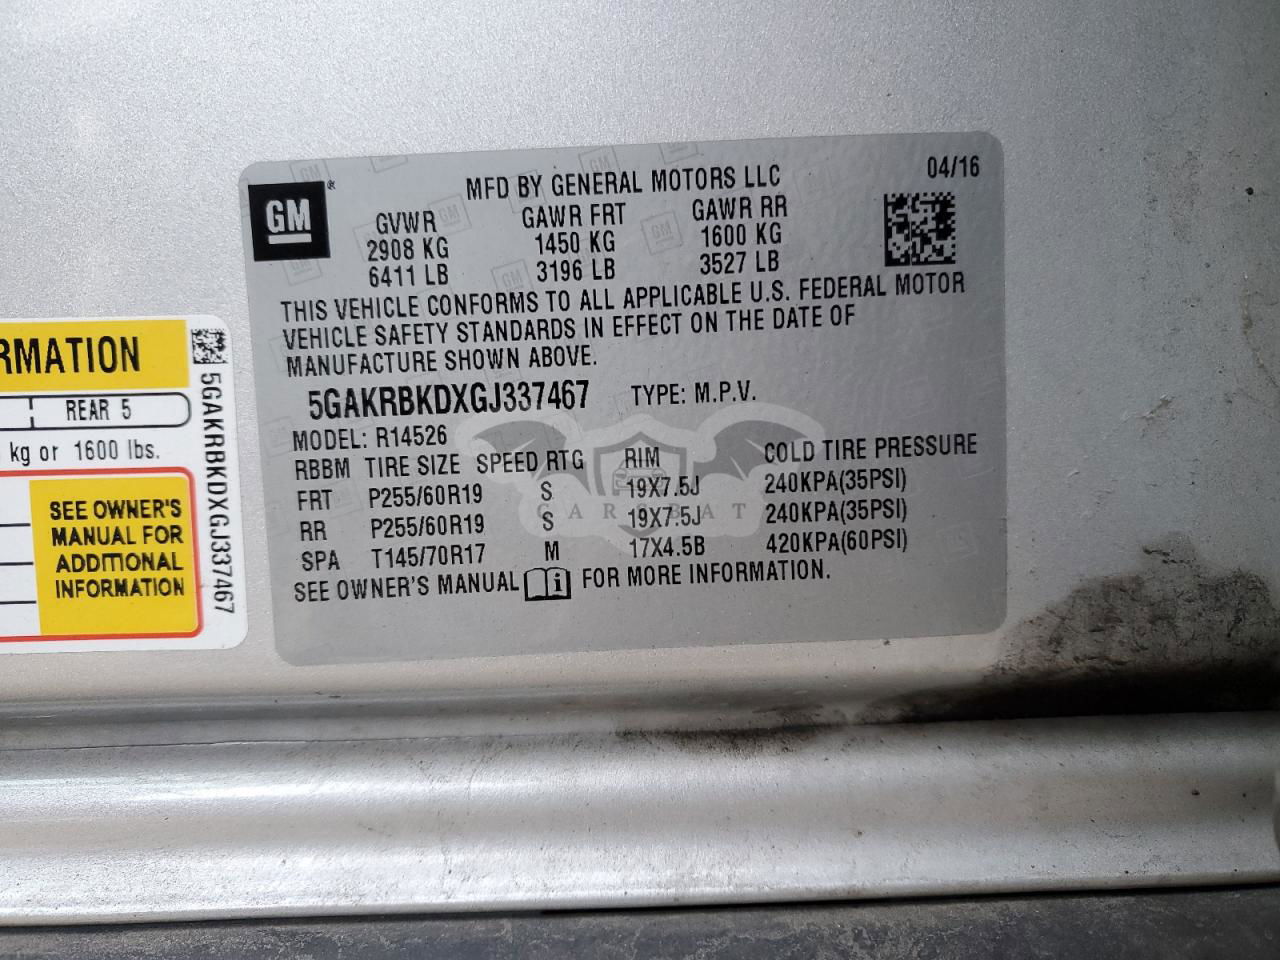 GM
MFD BY GENERAL MOTORS LLC
04/16
GVWR GAWR FRT GAWR RR
2908 KG 1450 KG 1600 KG
6411 LB 3196 LB 3527 LB
THIS VEHICLE CONFORMS TO ALL APPLICABLE U.S. FEDERAL MOTOR
VEHICLE SAFETY STANDARDS IN EFFECT ON THE DATE OF
MANUFACTURE SHOWN ABOVE.
5GAKRBKDXGJ337467 TYPE: M.P.V.
MODEL: R14526
RBBM TIRE SIZE SPEED RTG RIM COLD TIRE PRESSURE
FRT P255/60R19 S 19X7.5J 240KPA(35PSI)
RR P255/60R19 S 19X7.5J 240KPA(35PSI)
SPA T145/70R17 M 17X4.5B 420KPA(60PSI)
SEE OWNER'S MANUAL i FOR MORE INFORMATION.
CARSBAT
REAR 5
kg or 1600 lbs.
SEE OWNER'S
MANUAL FOR
ADDITIONAL
INFORMATION
5GAKRBKDXGJ337467